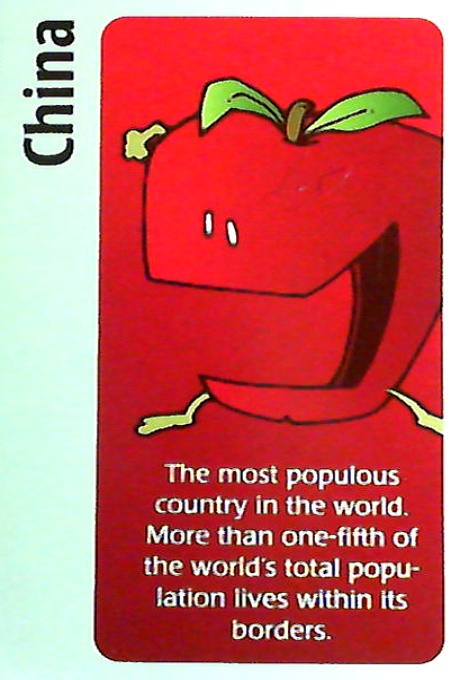 China
The most populous
country in the world.
More than one-fifth of
the world's total popu-
lation lives within its
borders.